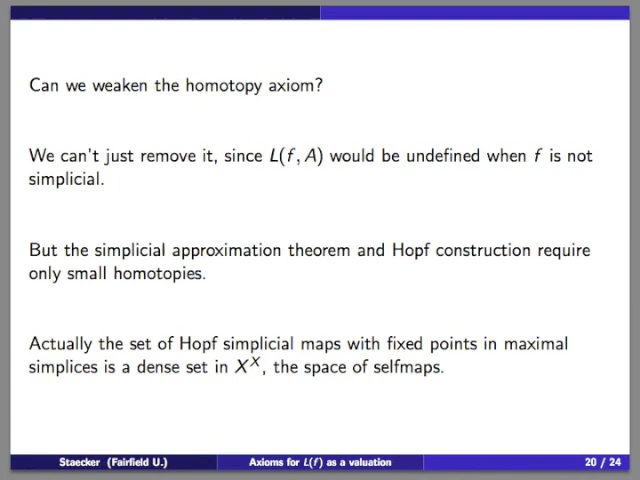 Can we weaken the homotopy axiom?
We can't just remove it, since L(f, A) would be undefined when f is not
simplicial.
But the simplicial approximation theorem and Hopf construction require
only small homotopies.
Actually the set of Hopf simplicial maps with fixed points in maximal
simplices is a dense set in X^X, the space of selfmaps.
Staecker (Fairfield U.) Axioms for L(f) as a valuation 20 / 24